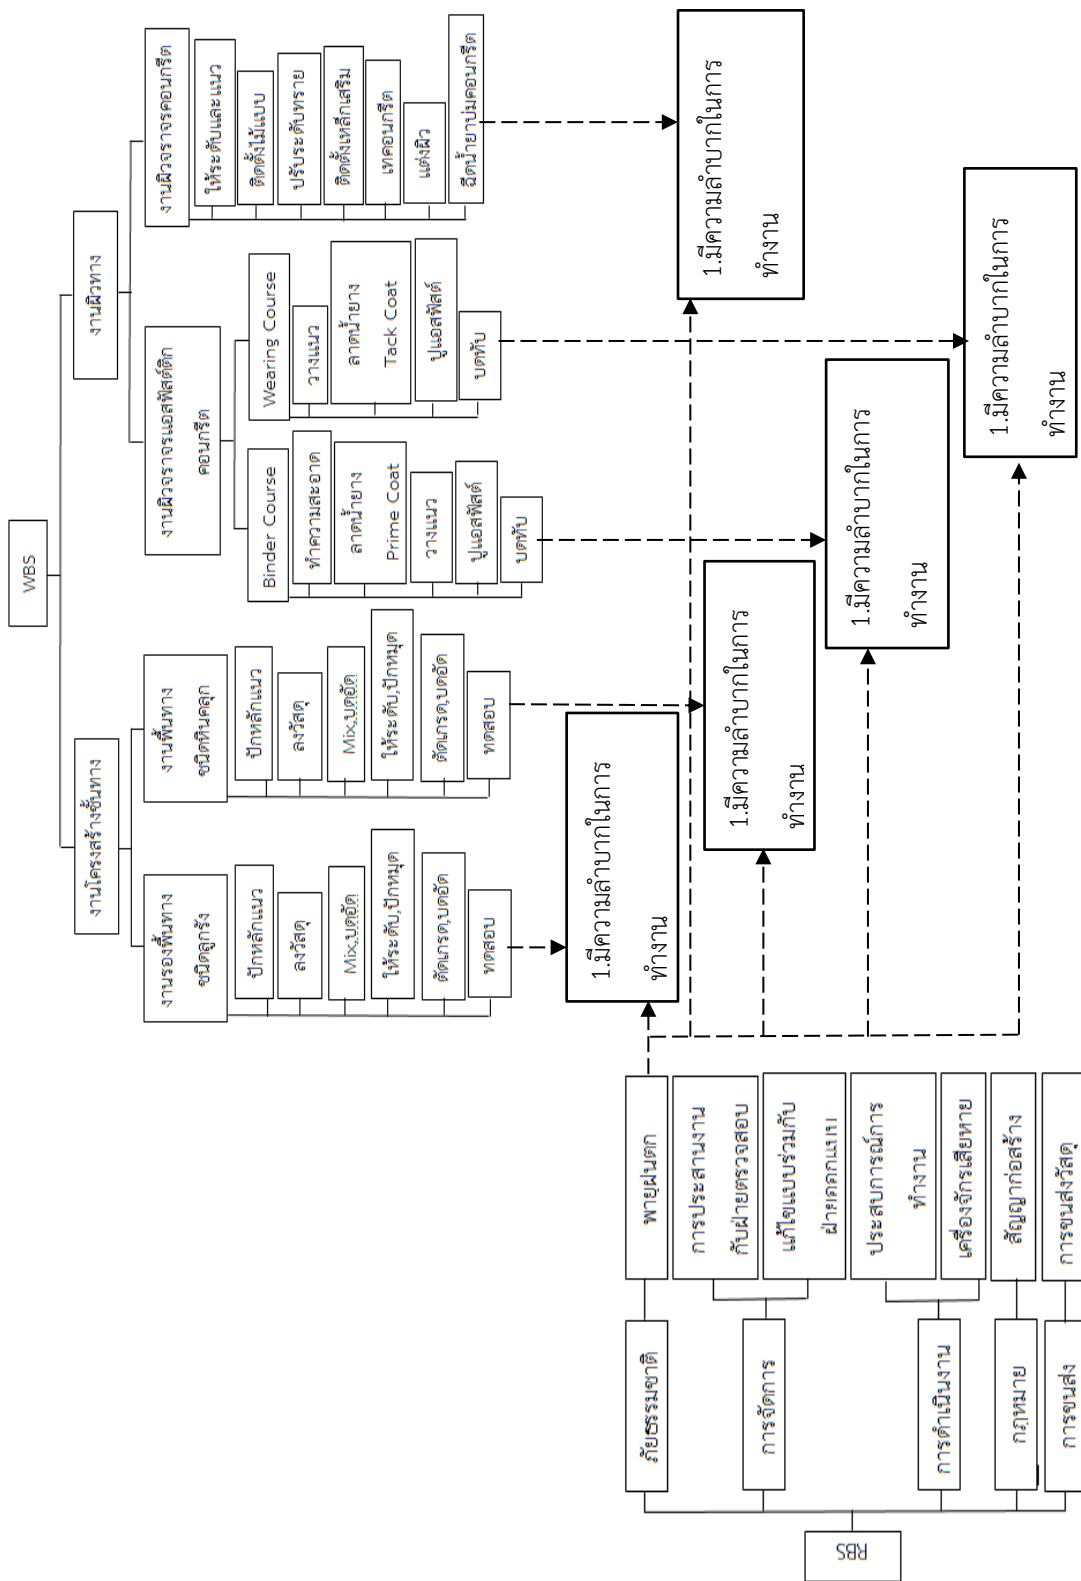 WBS
งานโครงสร้างชั้นทาง
งานผิวทาง
งานรองพื้นทาง
ชนิดลูกรัง
ปักหลักแนว
ลงวัสดุ
Mix,บดอัด
ให้ระดับ,ปักหมุด
ตัดเกรด,บดอัด
ทดสอบ
งานพื้นทาง
ชนิดหินคลุก
ปักหลักแนว
ลงวัสดุ
Mix,บดอัด
ให้ระดับ,ปักหมุด
ตัดเกรด,บดอัด
ทดสอบ
งานผิวจราจรแอสฟัลต์ติก
คอนกรีต
Binder Course
ทำความสะอาด
ลาดน้ำยาง
Prime Coat
วางแนว
ปูแอสฟัลต์
บดทับ
Wearing Course
วางแนว
ลาดน้ำยาง
Tack Coat
ปูแอสฟัลต์
บดทับ
งานผิวจราจรคอนกรีต
ให้ระดับและแนว
ติดตั้งไม้แบบ
ปรับระดับทราย
ติดตั้งเหล็กเสริม
เทคอนกรีต
แต่งผิว
ฉีดน้ำยาบ่มคอนกรีต
1.มีความลำบากในการ
ทำงาน
1.มีความลำบากในการ
ทำงาน
1.มีความลำบากในการ
ทำงาน
1.มีความลำบากในการ
ทำงาน
1.มีความลำบากในการ
ทำงาน
RBS
ภัยธรรมชาติ
พายุฝนตก
การจัดการ
การประสานงาน
กับฝ่ายตรวจสอบ
แก้ไขแบบร่วมกับ
ฝ่ายออกแบบ
การดำเนินงาน
ประสบการณ์การ
ทำงาน
เครื่องจักรเสียหาย
กฎหมาย
สัญญาก่อสร้าง
การขนส่ง
การขนส่งวัสดุ